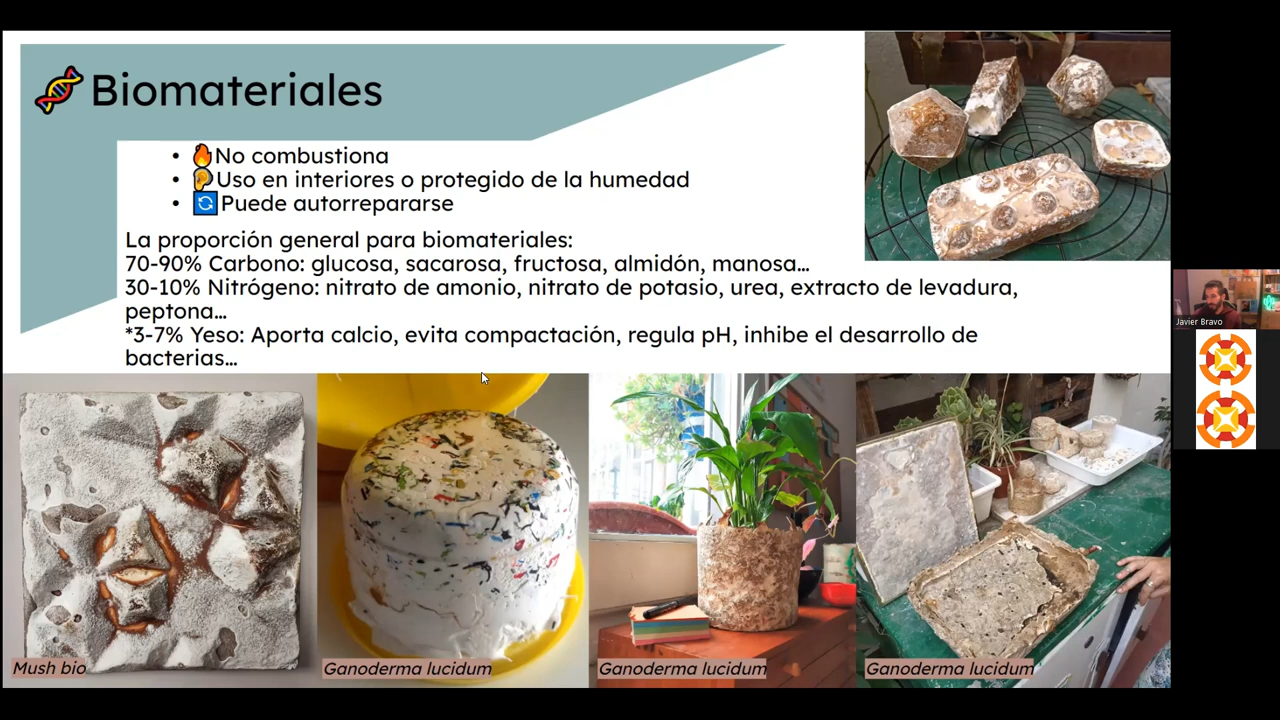 Biomateriales
• No combustiona
• Uso en interiores o protegido de la humedad
• Puede autorrepararse
La proporción general para biomateriales:
70-90% Carbono: glucosa, sacarosa, fructosa, almidón, manosa...
30-10% Nitrógeno: nitrato de amonio, nitrato de potasio, urea, extracto de levadura,
peptona...
*3-7% Yeso: Aporta calcio, evita compactación, regula pH, inhibe el desarrollo de
bacterias...
Mush bio
Ganoderma lucidum
Ganoderma lucidum
Ganoderma lucidum
Javier Bravo